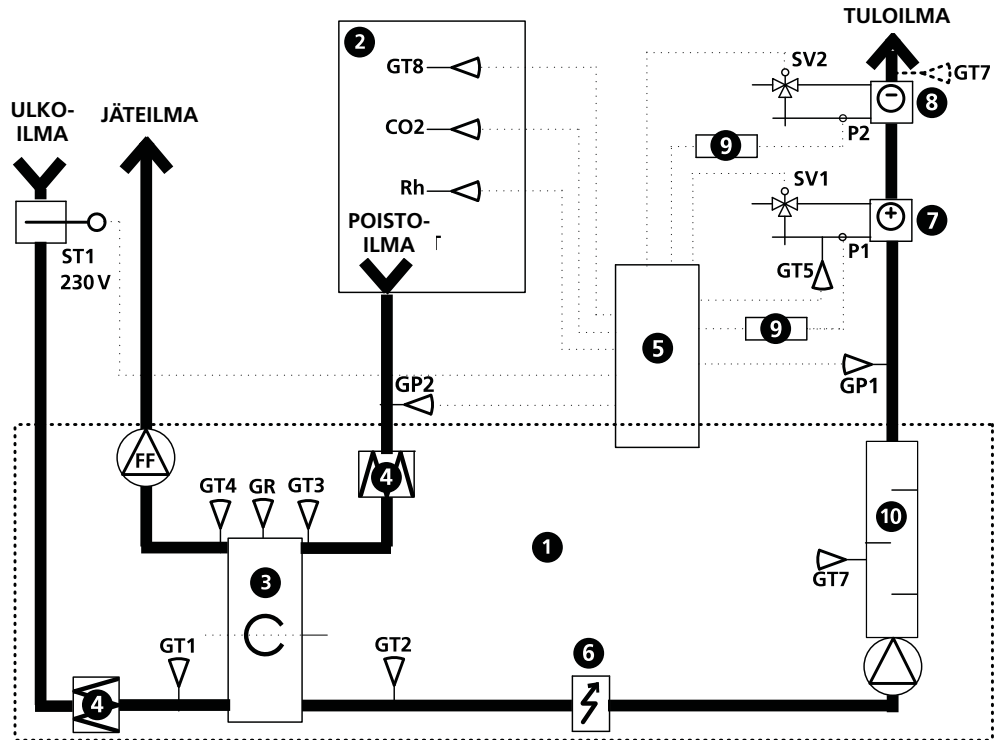 TULOILMA
2
GT8
SV2
GT7
8
ULKO-
ILMA
JÄTEILMA
CO2
P2
9
Rh
SV1
7
POISTO-
ILMA
P1
ST1
230 V
GT5
9
5
GP2
GP1
FF
4
GT4
GR
GT3
10
1
3
GT7
GT1
GT2
6
4